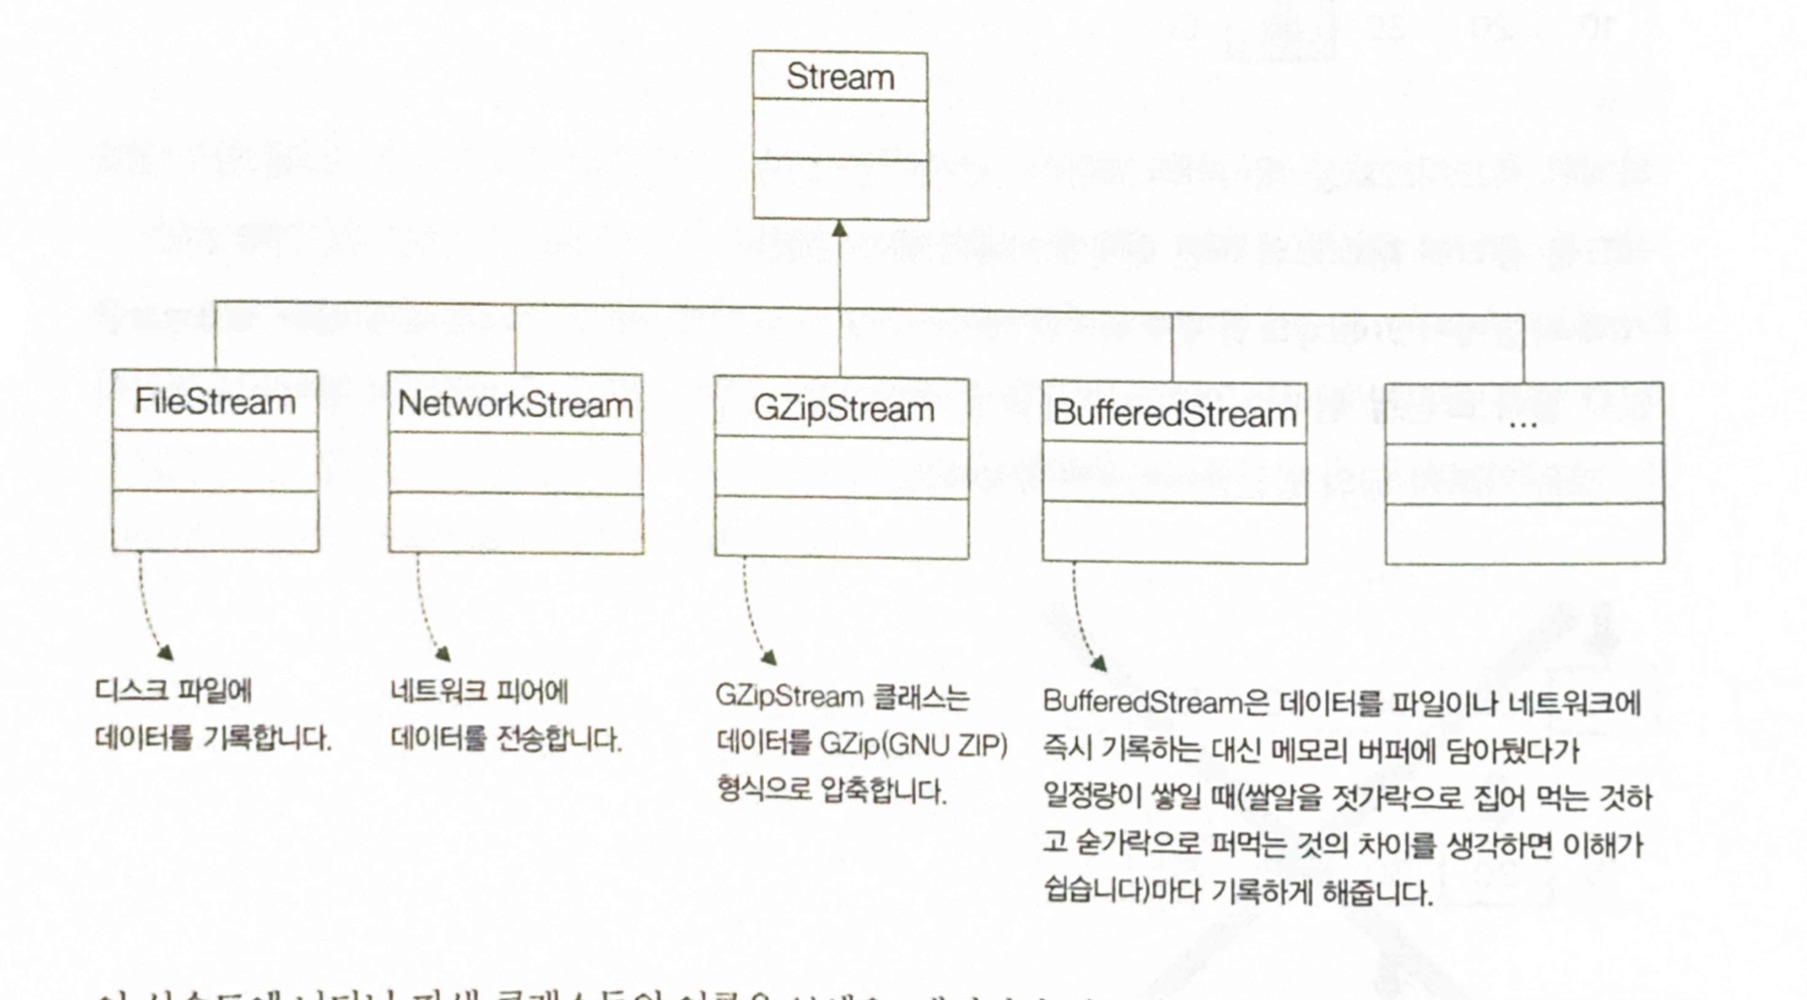 Stream
FileStream
NetworkStream
GZipStream
BufferedStream
...
디스크 파일에
데이터를 기록합니다.
네트워크 피어에
데이터를 전송합니다.
GZipStream 클래스는
데이터를 GZip(GNU ZIP)
형식으로 압축합니다.
BufferedStream은 데이터를 파일이나 네트워크에
즉시 기록하는 대신 메모리 버퍼에 담아뒀다가
일정량이 쌓일 때(쌀알을 젓가락으로 집어 먹는 것하
고 숟가락으로 퍼먹는 것의 차이를 생각하면 이해가
쉽습니다)마다 기록하게 해줍니다.